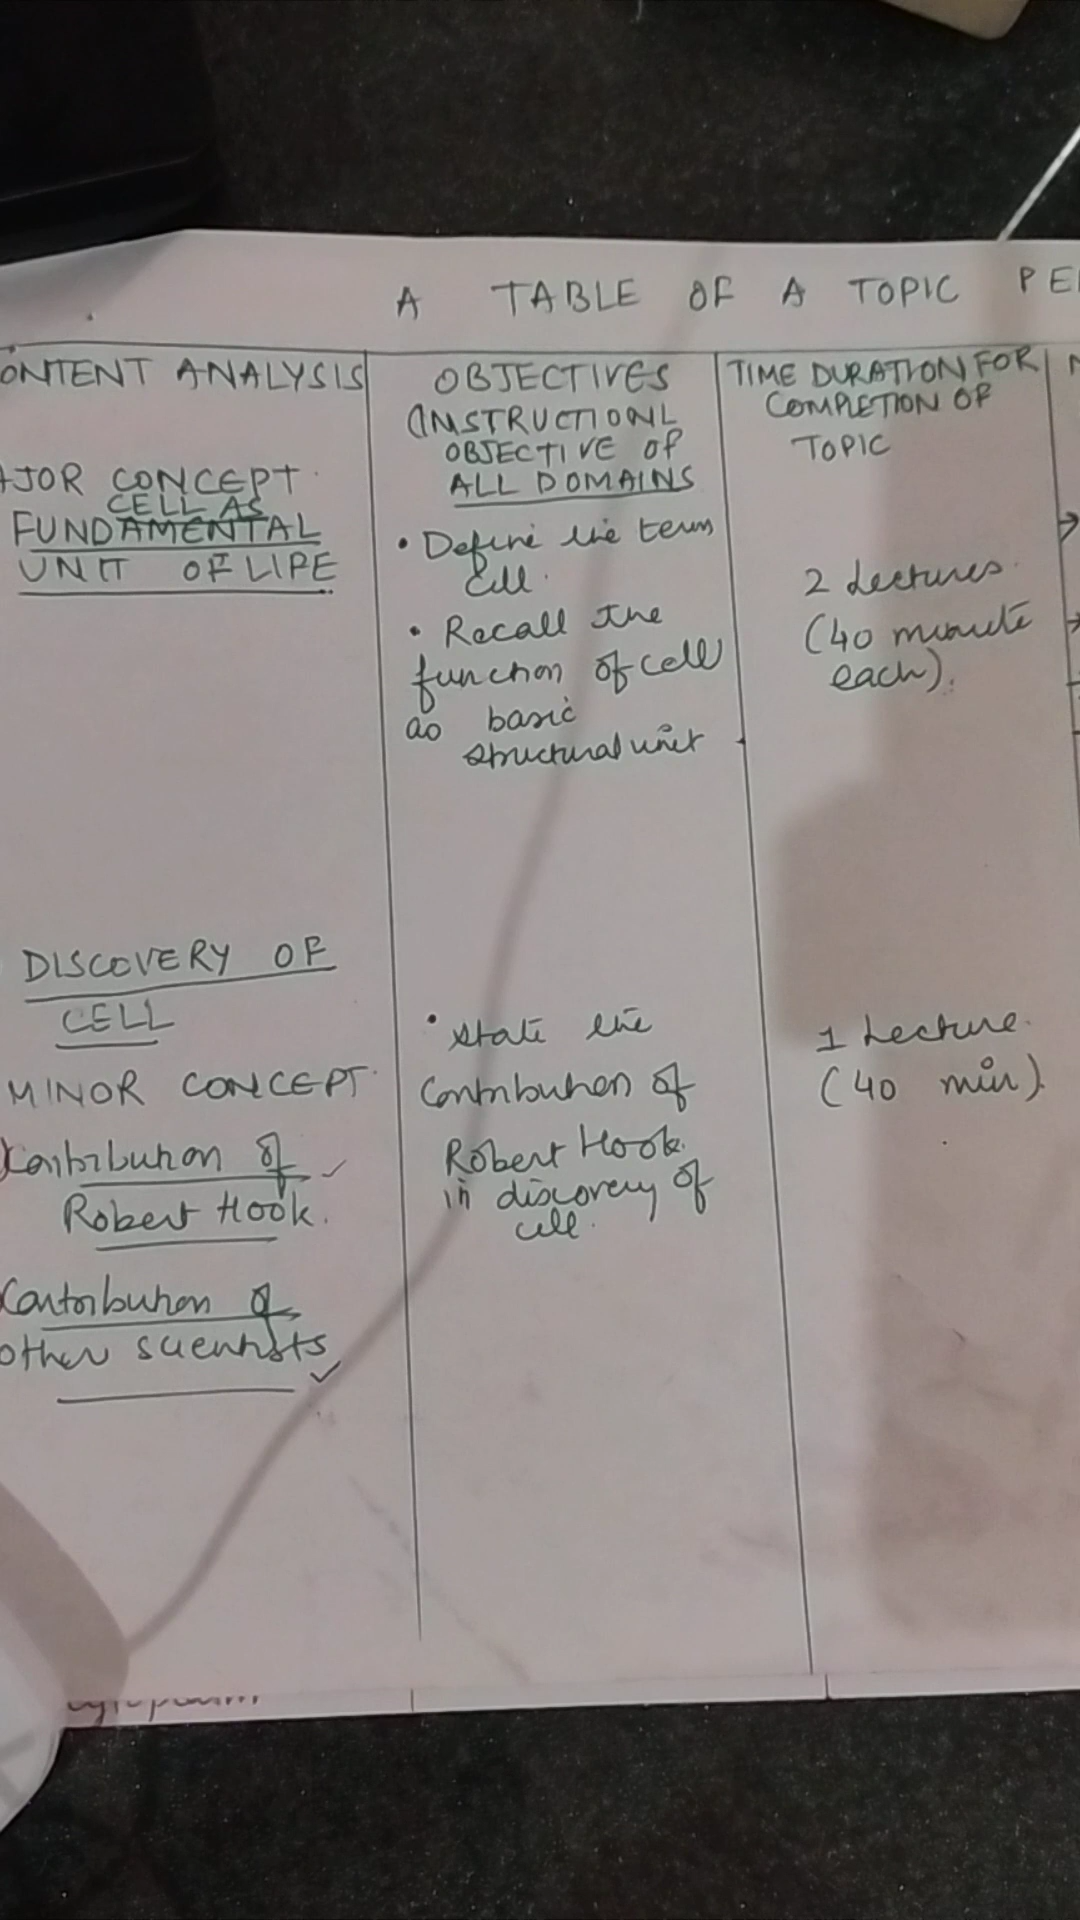 A TABLE OF A TOPIC PE
ONTENT ANALYSIS
AJOR CONCEPT.
CELL AS
FUNDAMENTAL
UNIT OF LIFE
DISCOVERY OF
CELL
MINOR CONCEPT.
Contribution of
Robert Hook.
Contribution of
other scientists
OBJECTIVES
(INSTRUCTIONL
OBJECTIVE OF
ALL DOMAINS
• Define the term
Cell.
• Recall the
function of cell
as basic
structural unit
• State the
Contribution of
Robert Hook.
in discovery of
cell.
TIME DURATION FOR
COMPLETION OF
TOPIC
2 Lectures.
(40 minute
each).
1 Lecture.
(40 min).